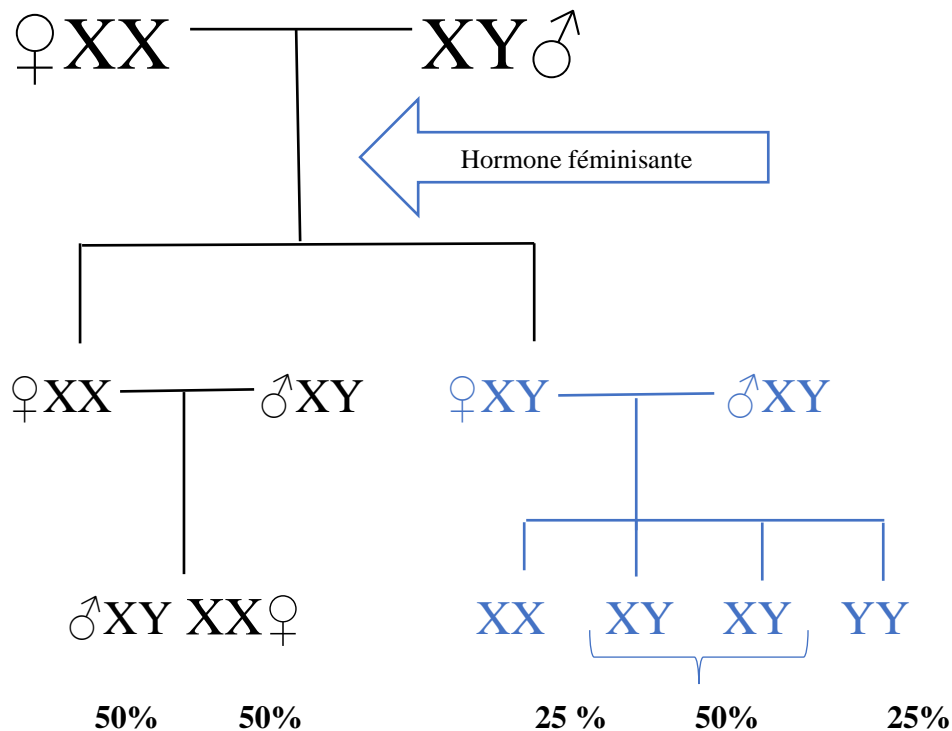 ♀XX XY♂
Hormone féminisante
♀XX ♂XY ♀XY ♂XY
♂XY XX♀ XX XY XY YY
50% 50% 25 % 50% 25%